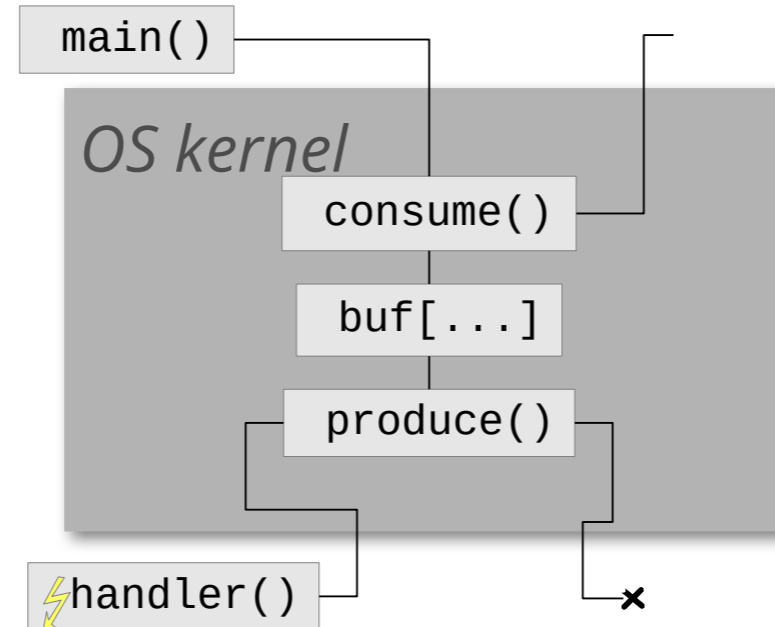 main()
OS kernel
consume()
buf[...]
produce()
handler()